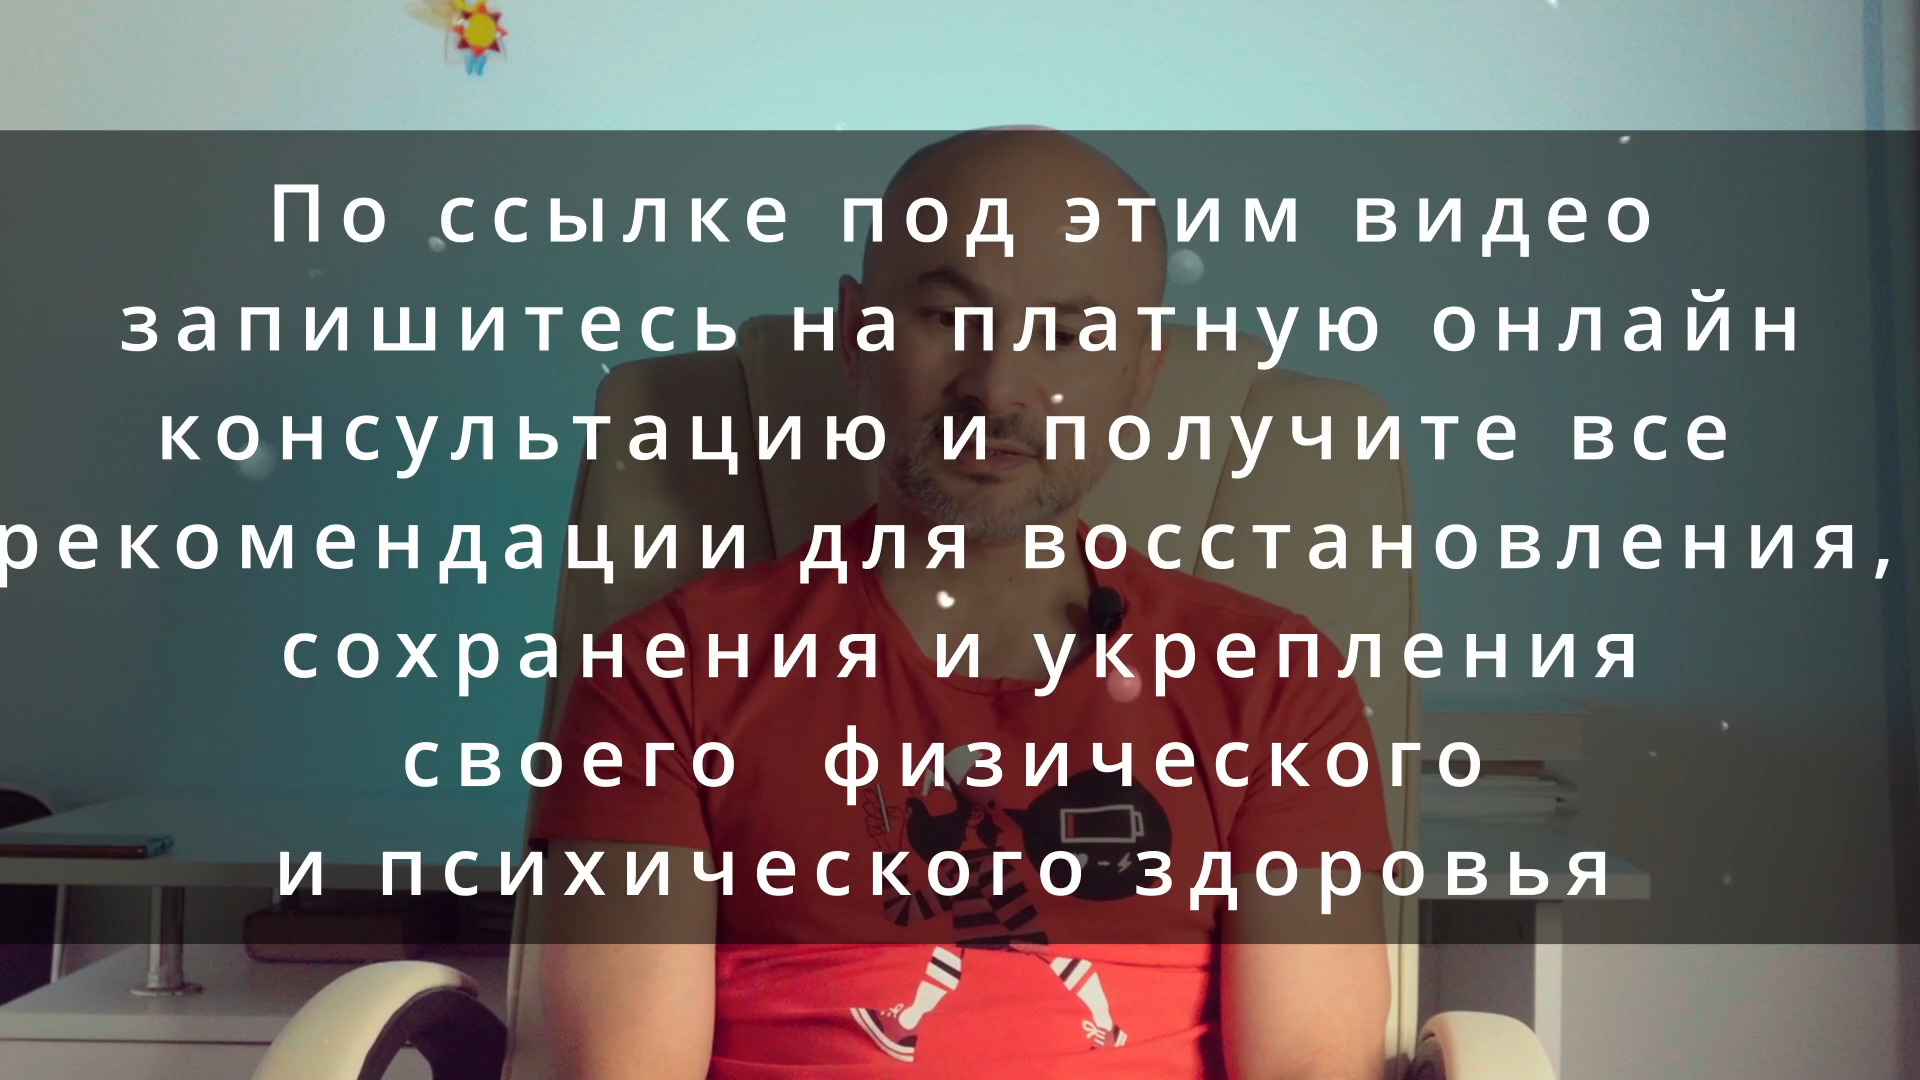 По ссылке под этим видео
запишитесь на платную онлайн
консультацию и получите все
рекомендации для восстановления,
сохранения и укрепления
своего физического
и психического здоровья